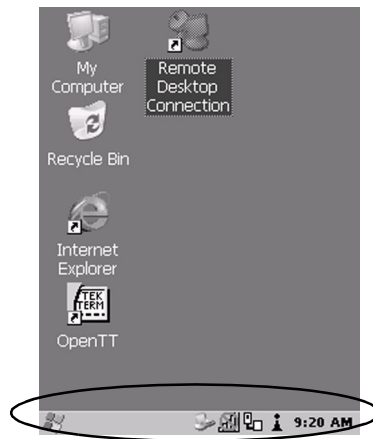 My
Computer
Remote
Desktop
Connection
Recycle Bin
Internet
Explorer
TEK
TERM
OpenTT
9:20 AM